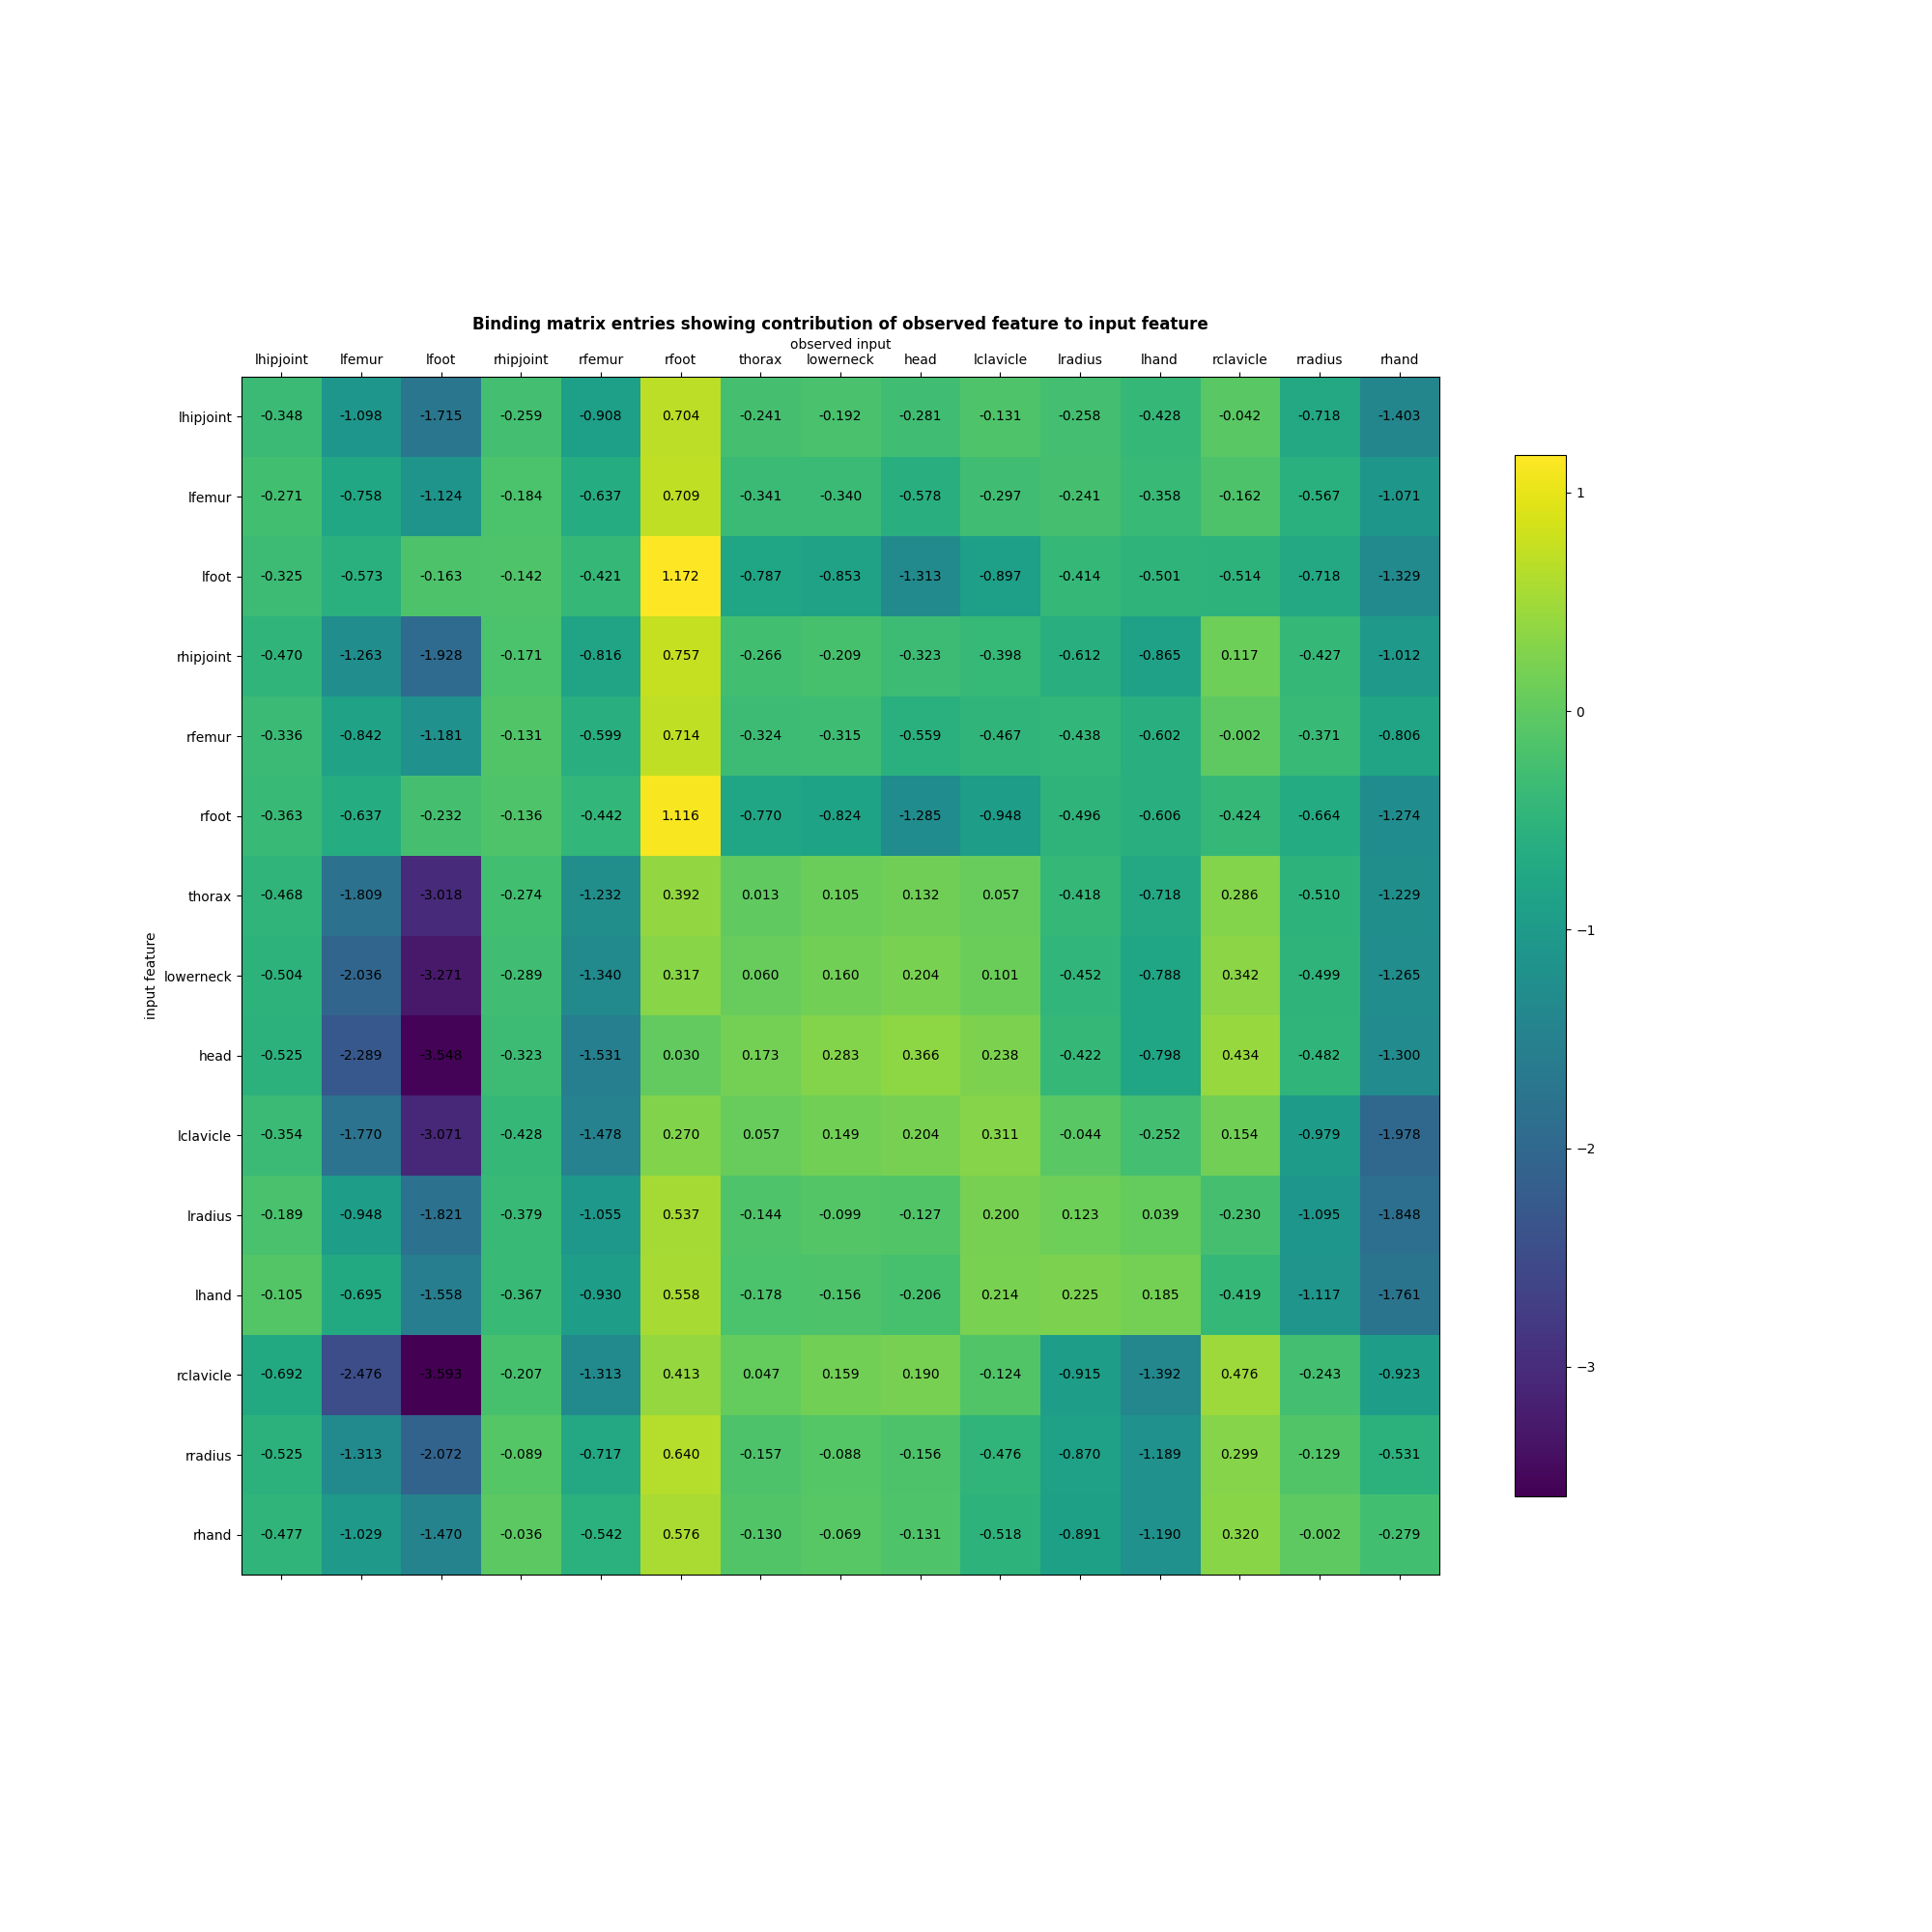 Binding matrix entries showing contribution of observed feature to input feature
observed input
lhipjoint lfemur lfoot rhipjoint rfemur rfoot thorax lowerneck head lclavicle lradius lhand rclavicle rradius rhand
lhipjoint -0.348 -1.098 -1.715 -0.259 -0.908 0.704 -0.241 -0.192 -0.281 -0.131 -0.258 -0.428 -0.042 -0.718 -1.403
lfemur -0.271 -0.758 -1.124 -0.184 -0.637 0.709 -0.341 -0.340 -0.578 -0.297 -0.241 -0.358 -0.162 -0.567 -1.071
1
lfoot -0.325 -0.573 -0.163 -0.142 -0.421 1.172 -0.787 -0.853 -1.313 -0.897 -0.414 -0.501 -0.514 -0.718 -1.329
rhipjoint -0.470 -1.263 -1.928 -0.171 -0.816 0.757 -0.266 -0.209 -0.323 -0.398 -0.612 -0.865 0.117 -0.427 -1.012
0
rfemur -0.336 -0.842 -1.181 -0.131 -0.599 0.714 -0.324 -0.315 -0.559 -0.467 -0.438 -0.602 -0.002 -0.371 -0.806
rfoot -0.363 -0.637 -0.232 -0.136 -0.442 1.116 -0.770 -0.824 -1.285 -0.948 -0.496 -0.606 -0.424 -0.664 -1.274
thorax -0.468 -1.809 -3.018 -0.274 -1.232 0.392 0.013 0.105 0.132 0.057 -0.418 -0.718 0.286 -0.510 -1.229
−1
input feature
lowerneck -0.504 -2.036 -3.271 -0.289 -1.340 0.317 0.060 0.160 0.204 0.101 -0.452 -0.788 0.342 -0.499 -1.265
head -0.525 -2.289 -3.548 -0.323 -1.531 0.030 0.173 0.283 0.366 0.238 -0.422 -0.798 0.434 -0.482 -1.300
lclavicle -0.354 -1.770 -3.071 -0.428 -1.478 0.270 0.057 0.149 0.204 0.311 -0.044 -0.252 0.154 -0.979 -1.978
−2
lradius -0.189 -0.948 -1.821 -0.379 -1.055 0.537 -0.144 -0.099 -0.127 0.200 0.123 0.039 -0.230 -1.095 -1.848
lhand -0.105 -0.695 -1.558 -0.367 -0.930 0.558 -0.178 -0.156 -0.206 0.214 0.225 0.185 -0.419 -1.117 -1.761
−3
rclavicle -0.692 -2.476 -3.593 -0.207 -1.313 0.413 0.047 0.159 0.190 -0.124 -0.915 -1.392 0.476 -0.243 -0.923
rradius -0.525 -1.313 -2.072 -0.089 -0.717 0.640 -0.157 -0.088 -0.156 -0.476 -0.870 -1.189 0.299 -0.129 -0.531
rhand -0.477 -1.029 -1.470 -0.036 -0.542 0.576 -0.130 -0.069 -0.131 -0.518 -0.891 -1.190 0.320 -0.002 -0.279